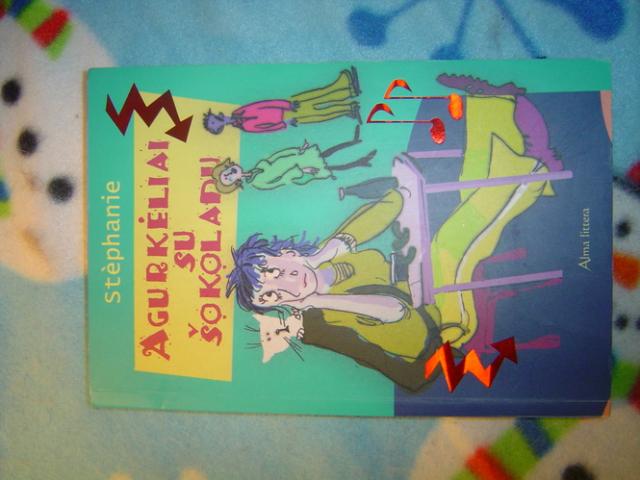 Stèphanie
AGURKĖLIAI
SU
ŠOKOLADU
Alma littera